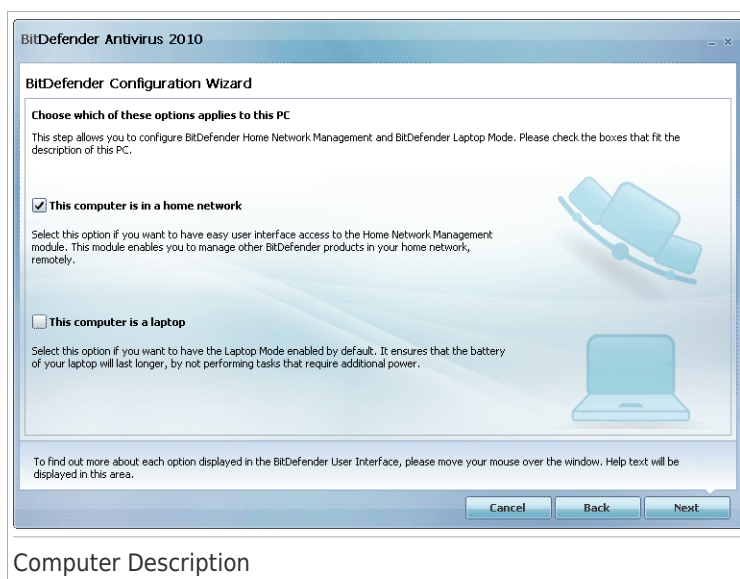 BitDefender Antivirus 2010
BitDefender Configuration Wizard
Choose which of these options applies to this PC
This step allows you to configure BitDefender Home Network Management and BitDefender Laptop Mode. Please check the boxes that fit the
description of this PC.
This computer is in a home network
Select this option if you want to have easy user interface access to the Home Network Management
module. This module enables you to manage other BitDefender products in your home network,
remotely.
This computer is a laptop
Select this option if you want to have the Laptop Mode enabled by default. It ensures that the battery
of your laptop will last longer, by not performing tasks that require additional power.
To find out more about each option displayed in the BitDefender User Interface, please move your mouse over the window. Help text will be
displayed in this area.
Cancel Back Next
Computer Description